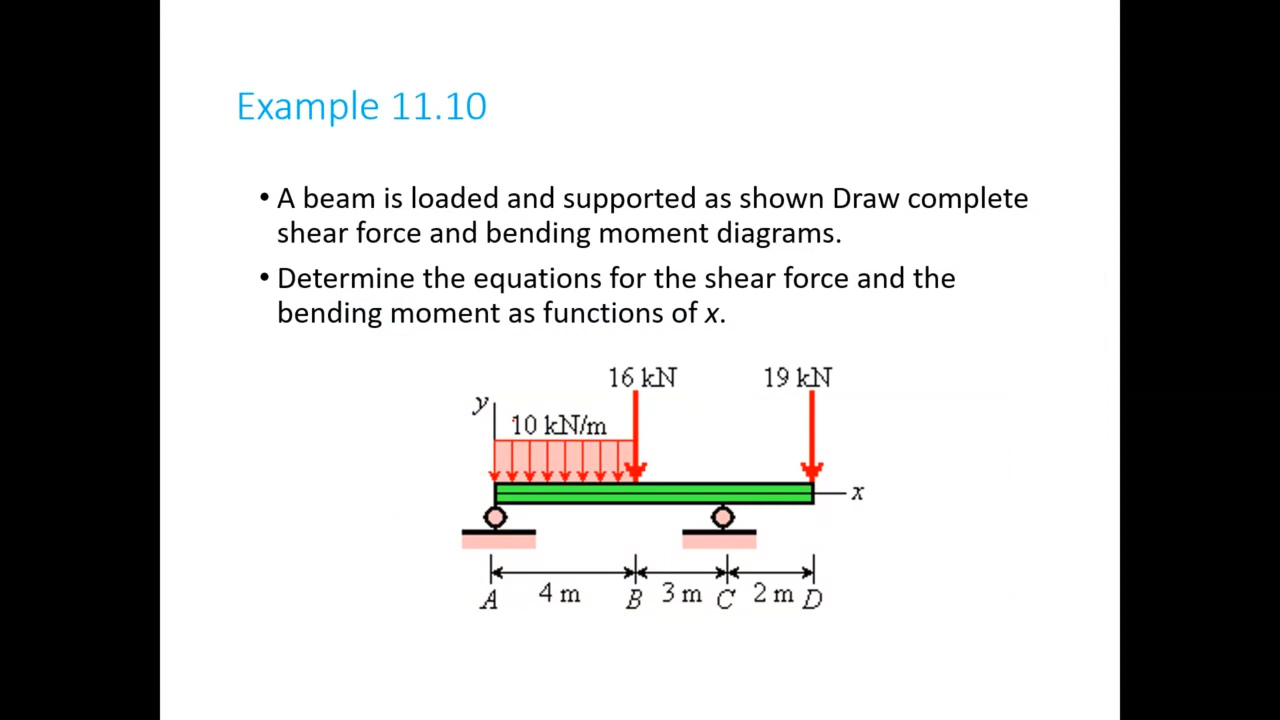 Example 11.10
• A beam is loaded and supported as shown Draw complete
shear force and bending moment diagrams.
• Determine the equations for the shear force and the
bending moment as functions of x.
16 kN
19 kN
y
10 kN/m
x
4 m
3 m
2 m
A
B
C
D